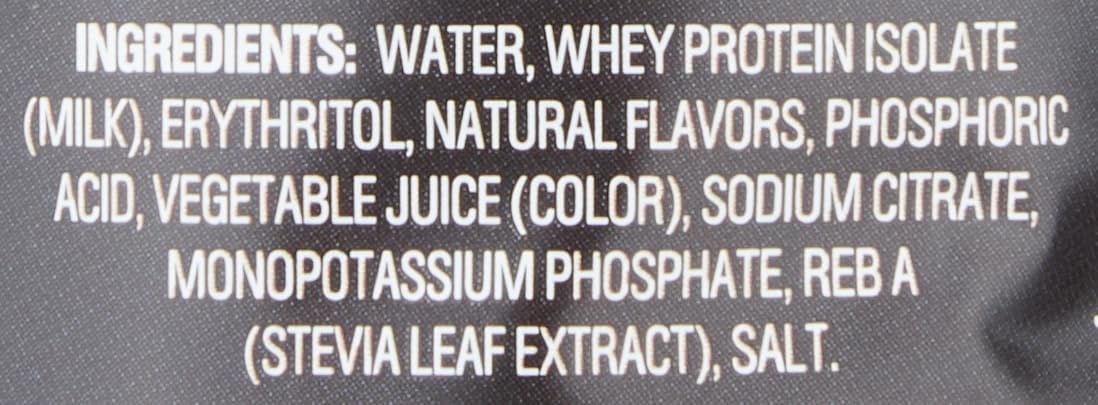 INGREDIENTS: WATER, WHEY PROTEIN ISOLATE
(MILK), ERYTHRITOL, NATURAL FLAVORS, PHOSPHORIC
ACID, VEGETABLE JUICE (COLOR), SODIUM CITRATE,
MONOPOTASSIUM PHOSPHATE, REB A
(STEVIA LEAF EXTRACT), SALT.